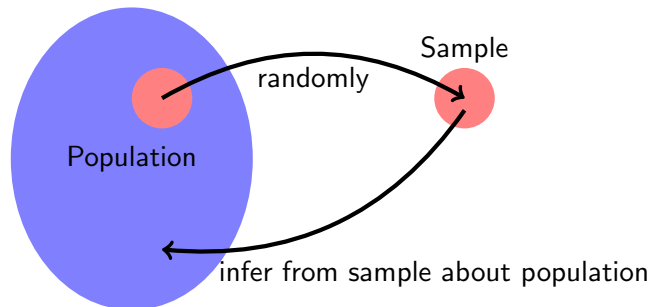 Sample
randomly
Population
infer from sample about population